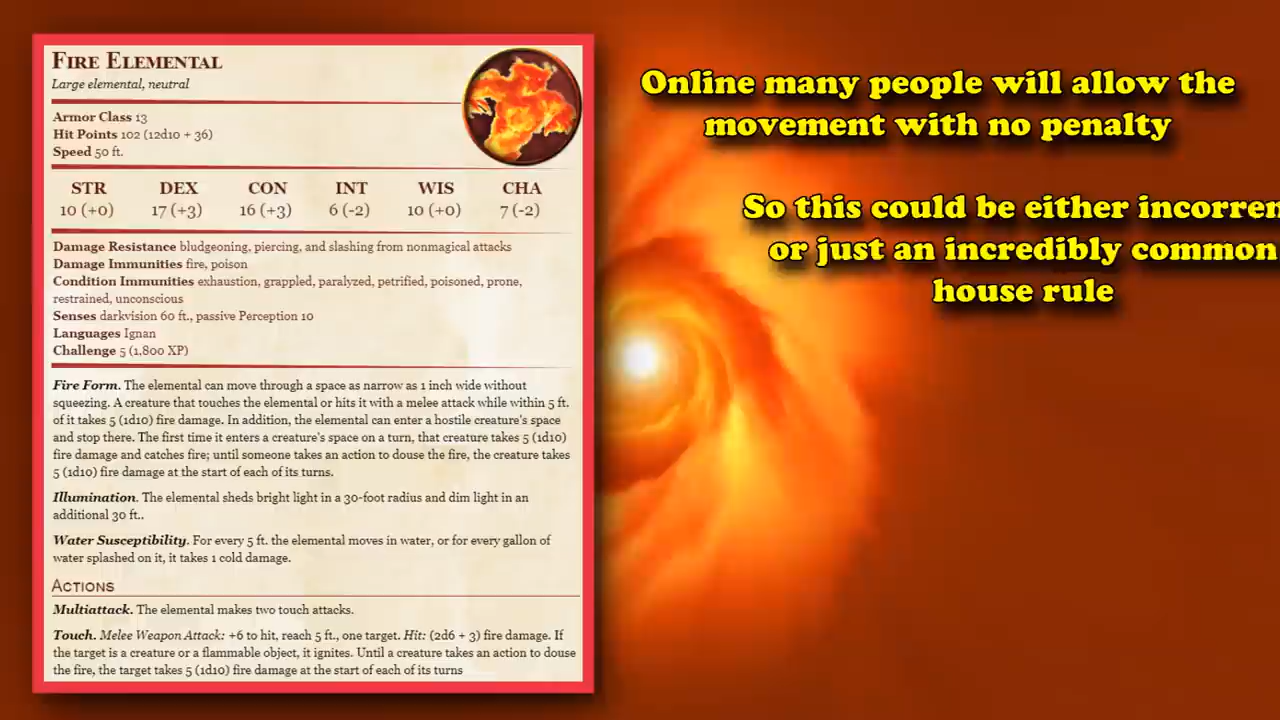 Fire Elemental
Large elemental, neutral
Armor Class 13
Hit Points 102 (12d10 + 36)
Speed 50 ft.
STR DEX CON INT WIS CHA
10 (+0) 17 (+3) 16 (+3) 6 (-2) 10 (+0) 7 (-2)
Damage Resistance bludgeoning, piercing, and slashing from nonmagical attacks
Damage Immunities fire, poison
Condition Immunities exhaustion, grappled, paralyzed, petrified, poisoned, prone,
restrained, unconscious
Senses darkvision 60 ft., passive Perception 10
Languages Ignan
Challenge 5 (1,800 XP)
Fire Form. The elemental can move through a space as narrow as 1 inch wide without
squeezing. A creature that touches the elemental or hits it with a melee attack while within 5 ft.
of it takes 5 (1d10) fire damage. In addition, the elemental can enter a hostile creature's space
and stop there. The first time it enters a creature's space on a turn, that creature takes 5 (1d10)
fire damage and catches fire; until someone takes an action to douse the fire, the creature takes
5 (1d10) fire damage at the start of each of its turns.
Illumination. The elemental sheds bright light in a 30-foot radius and dim light in an
additional 30 ft..
Water Susceptibility. For every 5 ft. the elemental moves in water, or for every gallon of
water splashed on it, it takes 1 cold damage.
Actions
Multiattack. The elemental makes two touch attacks.
Touch. Melee Weapon Attack: +6 to hit, reach 5 ft., one target. Hit: (2d6 + 3) fire damage. If
the target is a creature or a flammable object, it ignites. Until a creature takes an action to douse
the fire, the target takes 5 (1d10) fire damage at the start of each of its turns
Online many people will allow the
movement with no penalty
So this could be either
or just an incredibly common
house rule